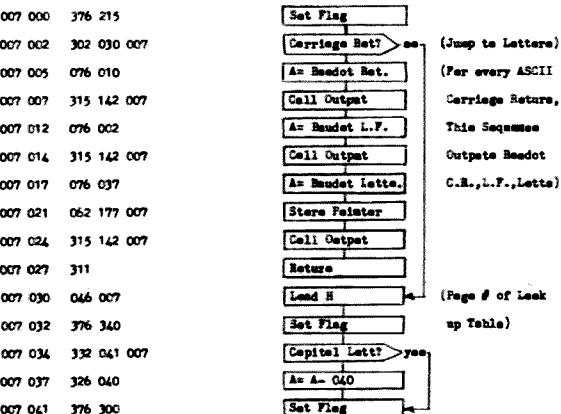 007 000 376 215 Set Flag
007 002 302 030 007 Carriage Ret? no (Jump to Letters)
007 005 076 010 A= Baudot Ret. (For every ASCII
007 007 315 142 007 Call Output Carriage Return,
007 012 076 002 A= Baudot L.F. This Sequence
007 014 315 142 007 Call Output Outputs Baudot
007 017 076 037 A= Baudot Lette. C.R.,L.F.,Letts)
007 021 062 177 007 Store Pointer
007 024 315 142 007 Call Output
007 027 311 Return
007 030 046 007 Load H (Page # of Look
007 032 376 340 Set Flag up Table)
007 034 332 041 007 Capital Lett? yes
007 037 326 040 A= A- 040
007 041 376 300 Set Flag